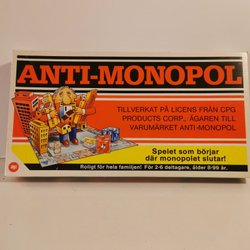 ANTI-MONOPOL
TILLVERKAT PÅ LICENS FRÅN CPG
PRODUCTS CORP., ÄGAREN TILL
VARUMÄRKET ANTI-MONOPOL
Spelet som börjar
där monopolet slutar!
Roligt för hela familjen! För 2-6 deltagare, ålder 8-99 år.